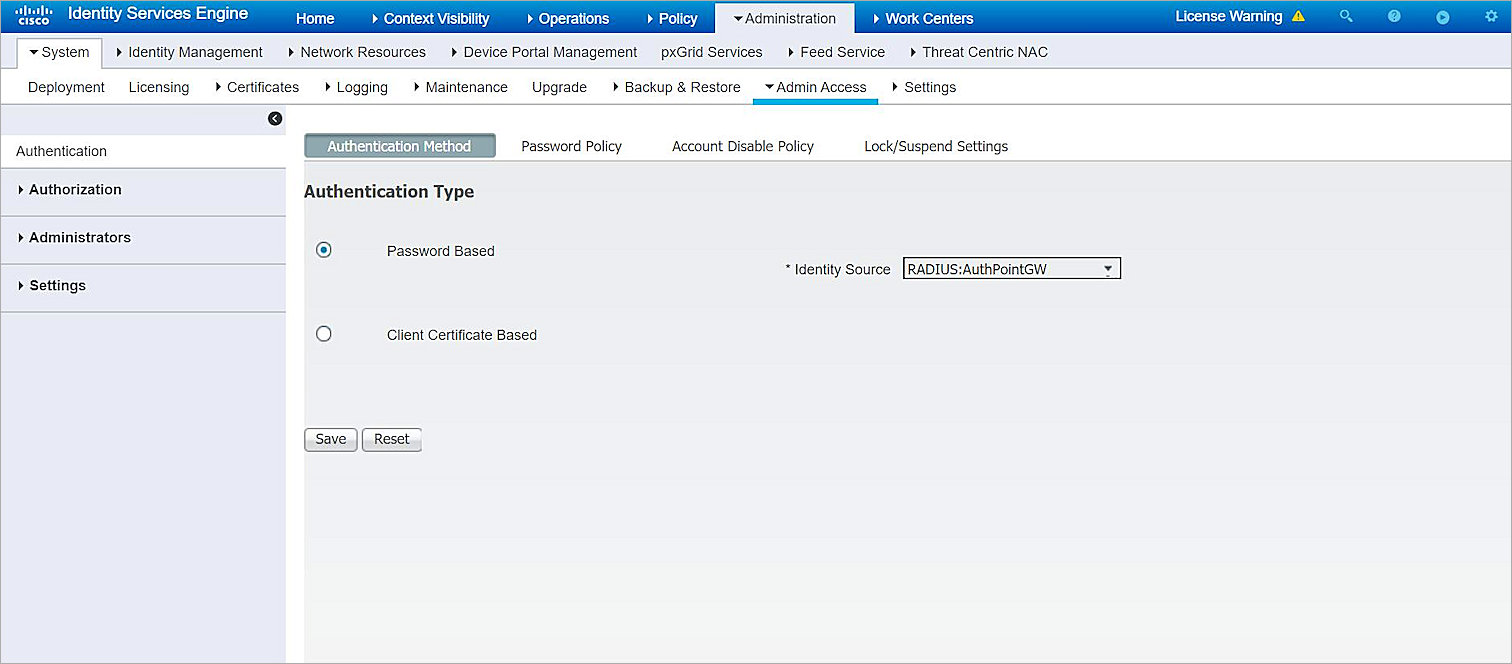 cisco Identity Services Engine Home Context Visibility Operations Policy Administration Work Centers License Warning
System Identity Management Network Resources Device Portal Management pxGrid Services Feed Service Threat Centric NAC
Deployment Licensing Certificates Logging Maintenance Upgrade Backup & Restore Admin Access Settings
Authentication
Authorization
Administrators
Settings
Authentication Method Password Policy Account Disable Policy Lock/Suspend Settings
Authentication Type
Password Based
* Identity Source RADIUS:AuthPointGW
Client Certificate Based
Save Reset